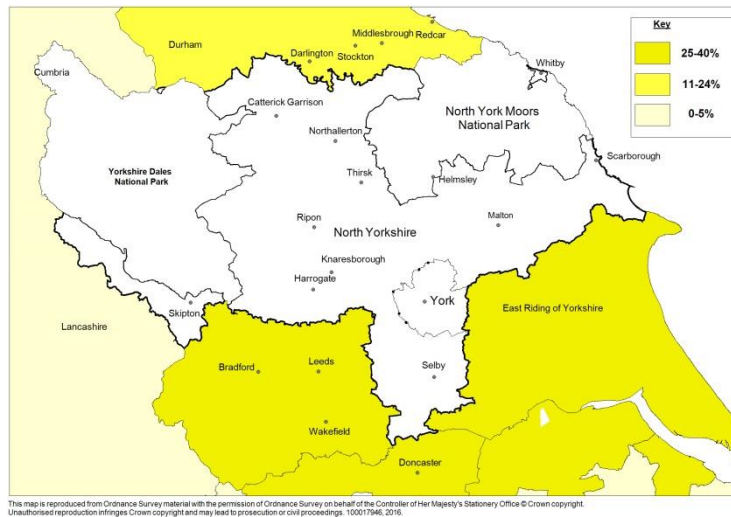 Key
25-40%
11-24%
0-5%
Middlesbrough
Redcar
Durham
Darlington
Stockton
Whitby
Cumbria
Catterick Garrison
North York Moors
National Park
Northallerton
Scarborough
Yorkshire Dales
National Park
Thirsk
Helmsley
Ripon
North Yorkshire
Malton
Knaresborough
Harrogate
York
Skipton
East Riding of Yorkshire
Lancashire
Bradford
Leeds
Selby
Wakefield
Doncaster
This map is reproduced from Ordnance Survey material with the permission of Ordnance Survey on behalf of the Controller of Her Majesty's Stationery Office © Crown copyright.
Unauthorised reproduction infringes Crown copyright and may lead to prosecution or civil proceedings. 100017946, 2016.